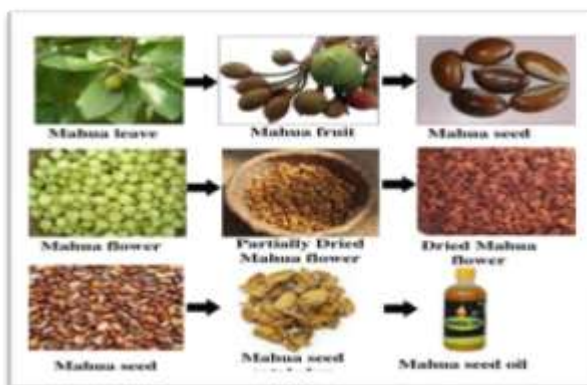 Mahua leave
Mahua fruit
Mahua seed
Mahua flower
Partially Dried
Mahua flower
Dried Mahua
flower
Mahua seed
Mahua seed
Mahua seed oil